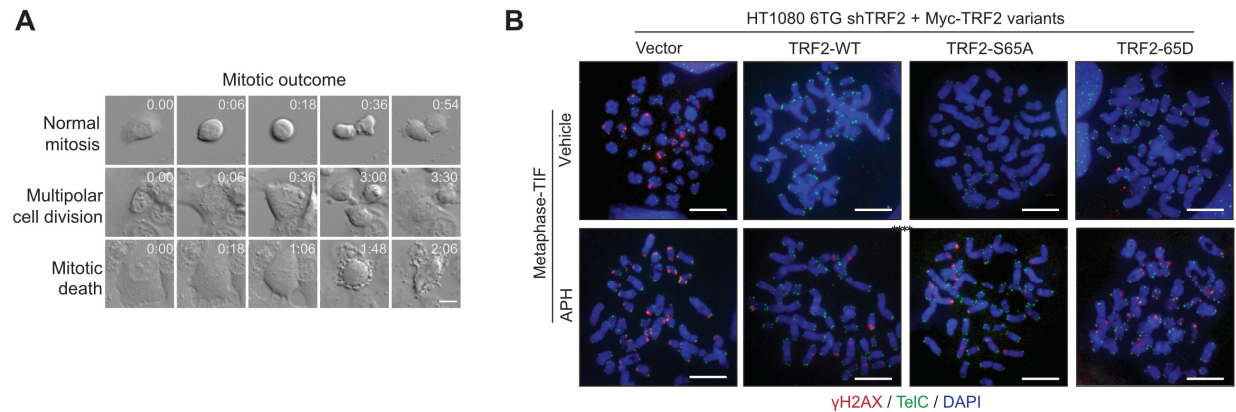 A
Mitotic outcome
Normal mitosis
0.00 0:06 0:18 0:36 0:54
Multipolar cell division
0.00 0:06 0:36 3:00 3:30
Mitotic death
0:00 0:18 1:06 1:48 2:06
B
HT1080 6TG shTRF2 + Myc-TRF2 variants
Vector TRF2-WT TRF2-S65A TRF2-65D
Metaphase-TIF
Vehicle
APH
****
γH2AX / TelC / DAPI